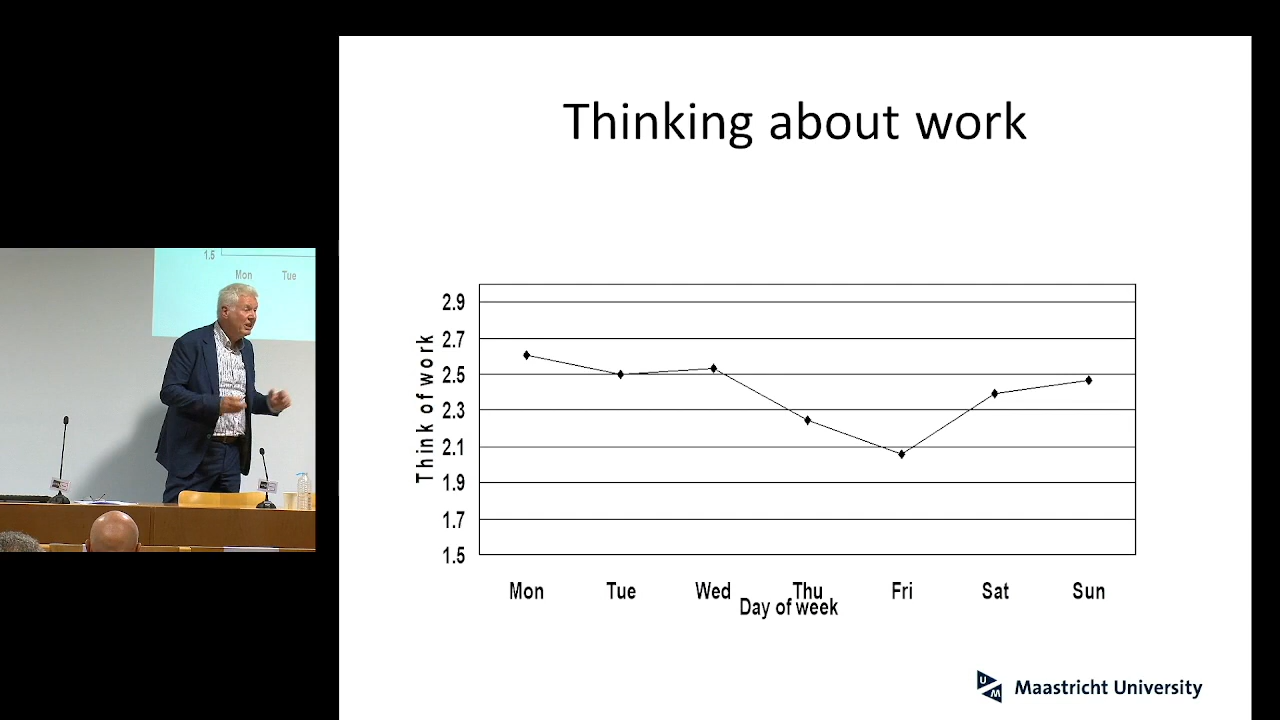 Thinking about work
Think of work
2.9
2.7
2.5
2.3
2.1
1.9
1.7
1.5
Mon Tue Wed Thu Fri Sat Sun
Day of week
UM Maastricht University
1.5
Mon Tue